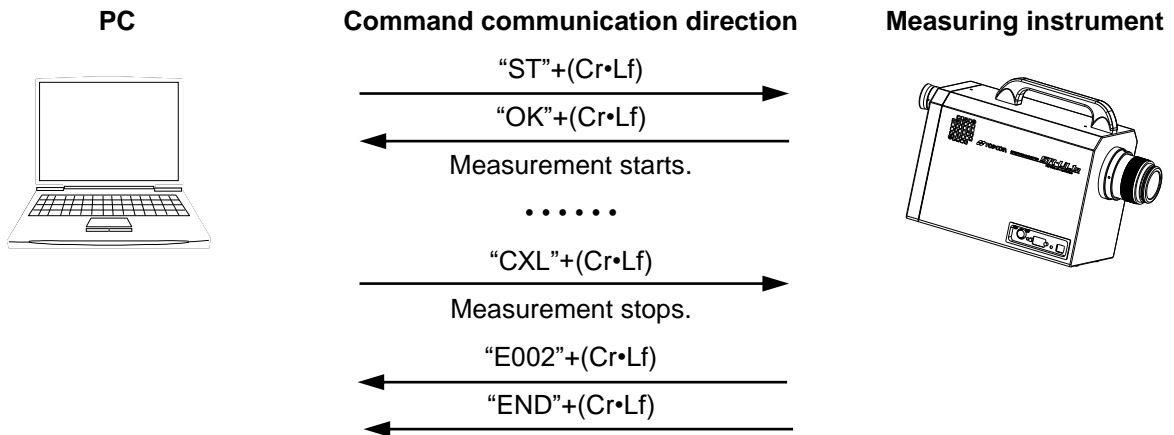 PC
Command communication direction
Measuring instrument
“ST”+(Cr•Lf)
“OK”+(Cr•Lf)
Measurement starts.
• • • • • •
“CXL”+(Cr•Lf)
Measurement stops.
“E002”+(Cr•Lf)
“END”+(Cr•Lf)
TOPCON